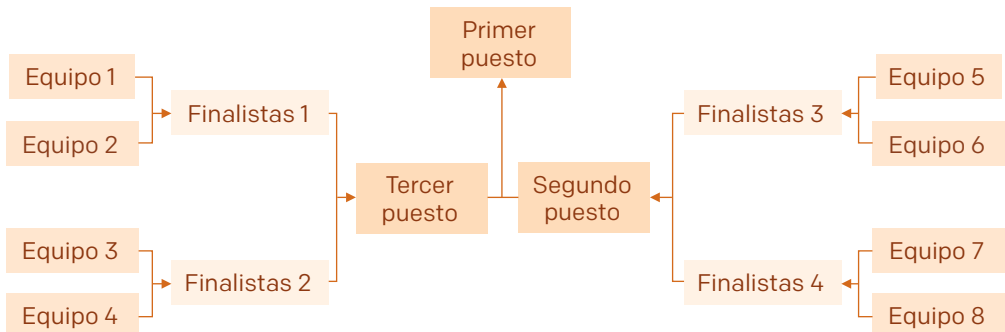 Primer
puesto
Equipo 1
Equipo 2
Finalistas 1
Equipo 3
Equipo 4
Finalistas 2
Tercer
puesto
Segundo
puesto
Finalistas 3
Equipo 5
Equipo 6
Finalistas 4
Equipo 7
Equipo 8